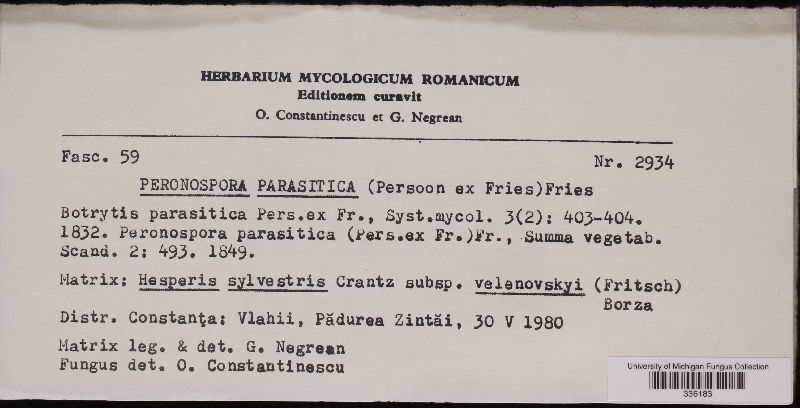 HERBARIUM MYCOLOGICUM ROMANICUM
Editionem curavit
O. Constantinescu et G. Negrean
Fasc. 59 Nr. 2934
PERONOSPORA PARASITICA (Persoon ex Fries)Fries
Botrytis parasitica Pers.ex Fr., Syst.mycol. 3(2): 403-404.
1832. Peronospora parasitica (Pers.ex Fr.)Fr., Summa vegetab.
Scand. 2: 493. 1849.
Matrix: Hesperis sylvestris Crantz subsp. velenovskyi (Fritsch)
Borza
Distr. Constanţa: Vlahii, Pădurea Zintăi, 30 V 1980
Matrix leg. & det. G. Negrean
Fungus det. O. Constantinescu
University of Michigan Fungus Collection
336183